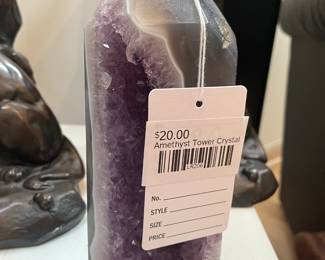 $20.00
Amethyst Tower Crystal
No.
STYLE
SIZE
PRICE